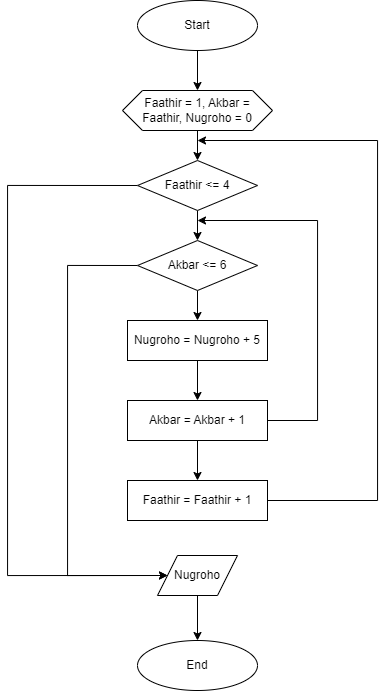 Start
Faathir = 1, Akbar =
Faathir, Nugroho = 0
Faathir <= 4
Akbar <= 6
Nugroho = Nugroho + 5
Akbar = Akbar + 1
Faathir = Faathir + 1
Nugroho
End